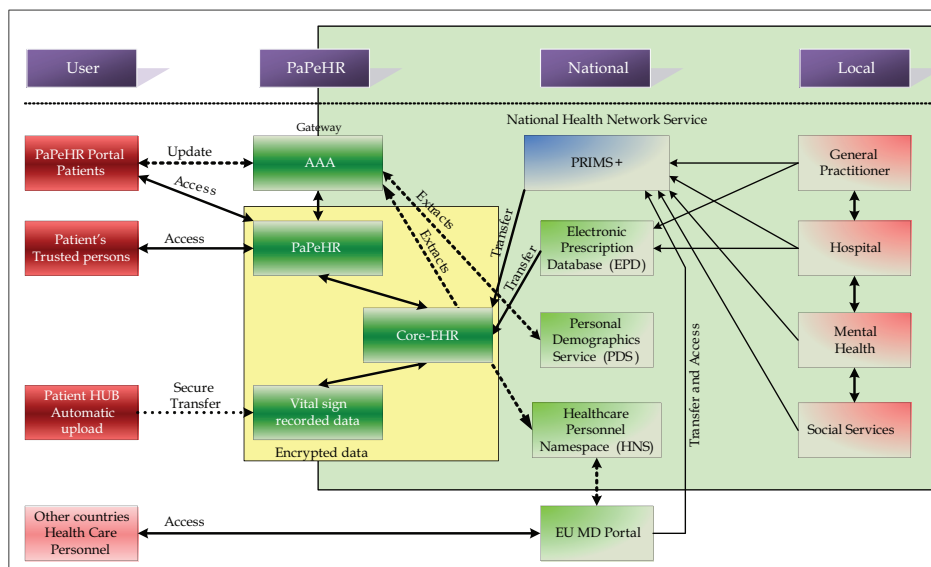 User
PaPeHR
National
Local
National Health Network Service
Gateway
PaPeHR Portal
Patients
Update
AAA
PRIMS+
General
Practitioner
Access
Extracts
Extracts
Transfer
Patient's
Trusted persons
Access
PaPeHR
Electronic
Prescription
Database (EPD)
Hospital
Transfer
Core-EHR
Personal
Demographics
Service (PDS)
Mental
Health
Transfer and Access
Patient HUB
Automatic
upload
Secure
Transfer
Vital sign
recorded data
Healthcare
Personnel
Namespace (HNS)
Social Services
Encrypted data
Other countries
Health Care
Personnel
Access
EU MD Portal